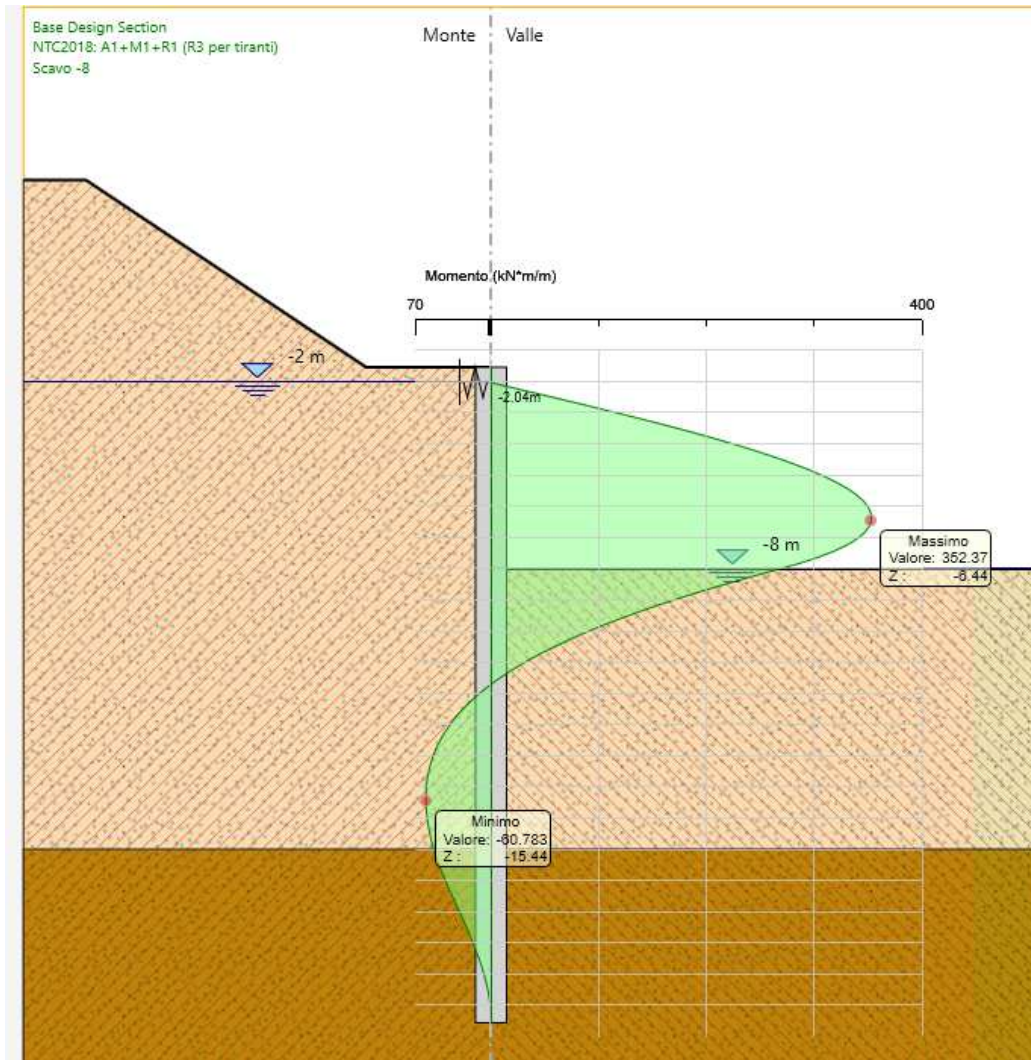 Base Design Section
NTC2018: A1+M1+R1 (R3 per tiranti)
Scavo -8
Monte
Valle
Momento (kN*m/m)
70
400
-2 m
-2.04m
-8 m
Massimo
Valore: 352.37
Z : -6.44
Minimo
Valore: -60.783
Z : -15.44